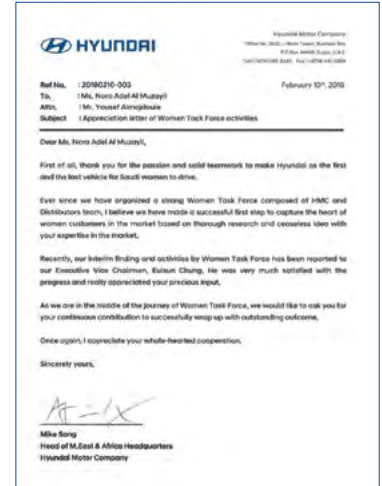 HYUNDAI
Hyundai Motor Company
Ref No, : 20190210-003
February 10th, 2019
To, : Ms, Nora Adel Al Muzayil,
Attn, : Mr. Yousef Almojdouie
Subject : Appreciation letter of Women Task Force activities
Dear Ms, Nora Adel Al Muzayil,
First of all, thank you for the passion and solid teamwork to make Hyundai as the first
and the last vehicle for Saudi women to drive.
Ever since we have organized a strong Women Task Force composed of HMC and
Distributors team, I believe we have made a successful first step to capture the heart of
women customers in the market based on thorough research and ceaseless idea with
your expertise in the market,
Recently, our interim finding and activities by Women Task Force has been reported to
our Executive Vice Chairman, Euisun Chung, He was very much satisfied with the
progress and really appreciated your precious input,
As we are in the middle of the journey of Women Task Force, we would like to ask you for
your continuous contribution to successfully wrap up with outstanding outcome,
Once again, I appreciate your whole-hearted cooperation,
Sincerely yours,
Mike Song
Head of M.East & Africa Headquarters
Hyundai Motor Company